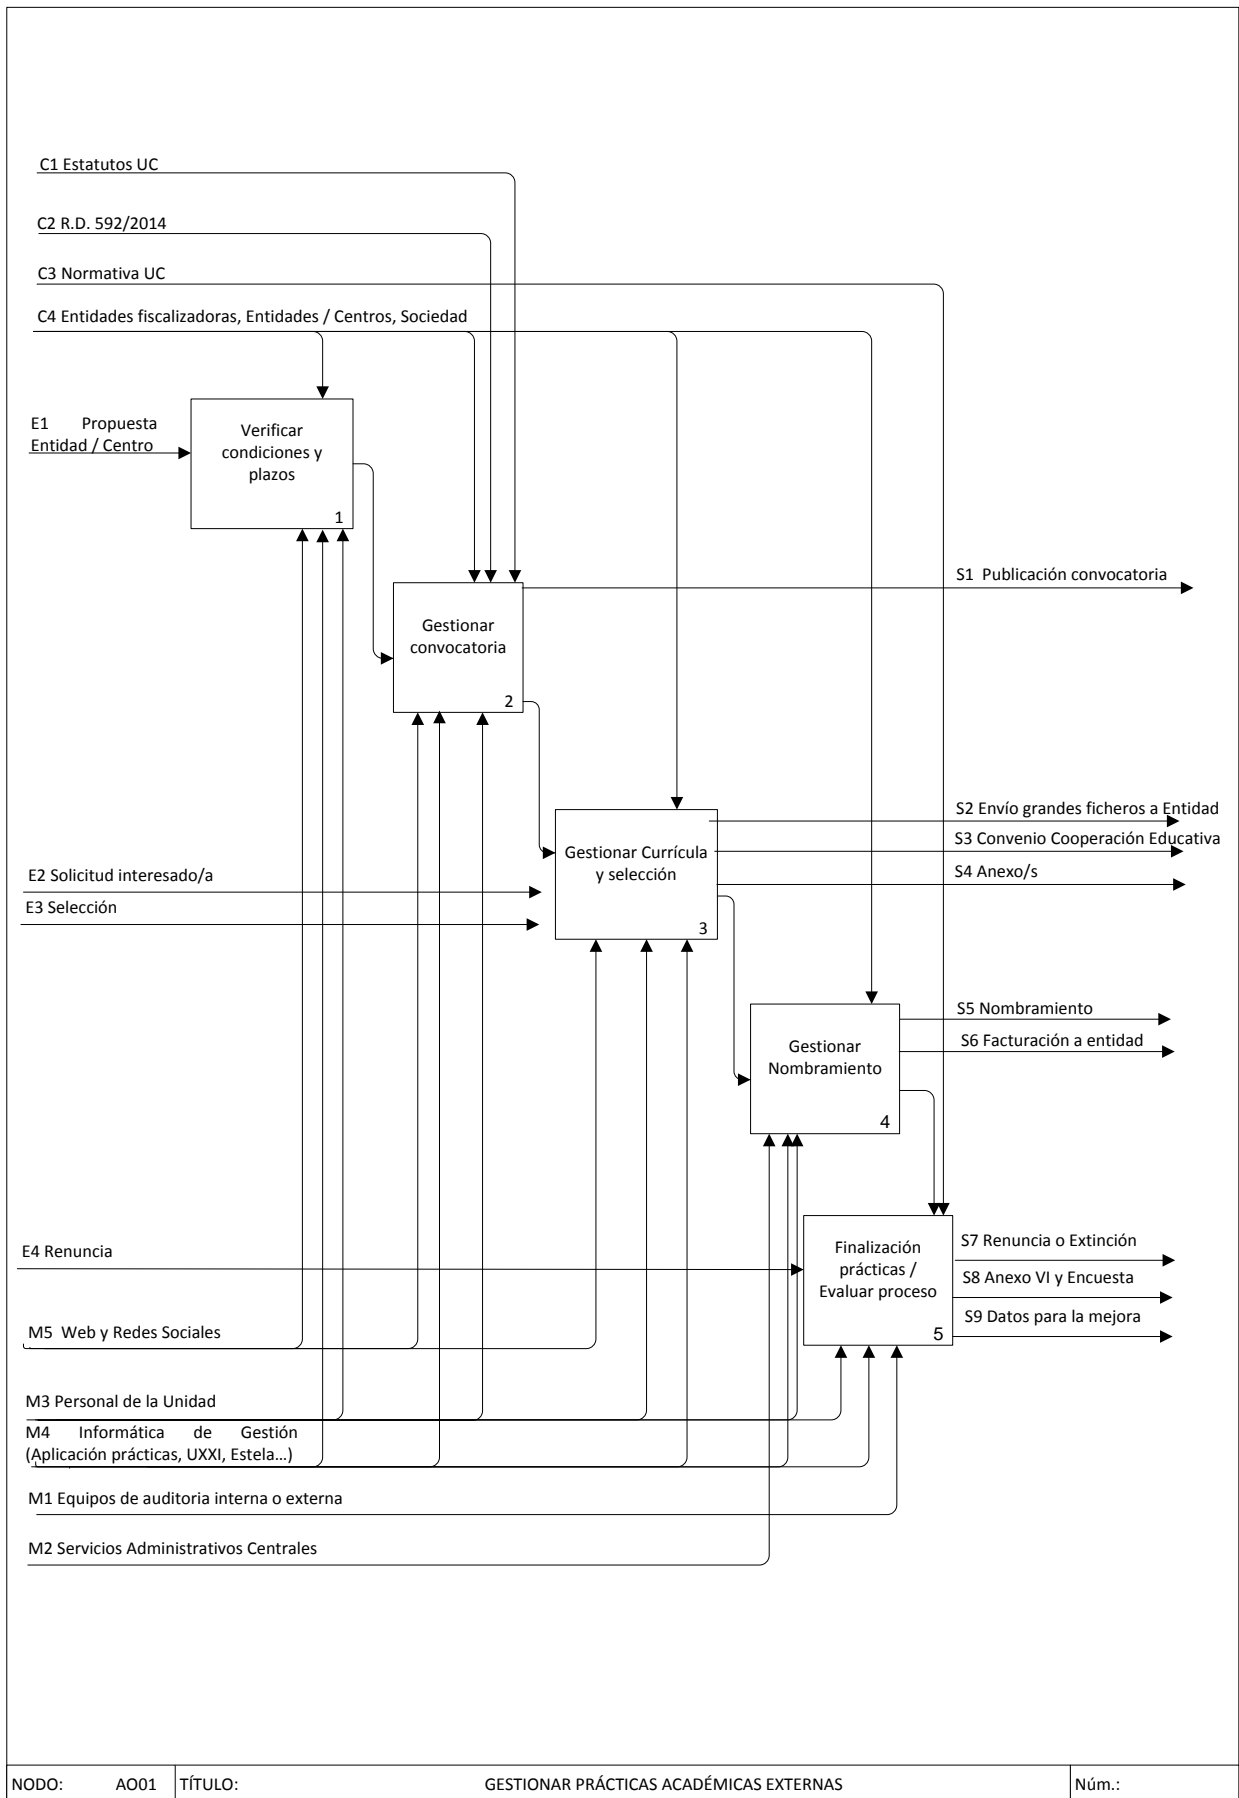 C1 Estatutos UC
C2 R.D. 592/2014
C3 Normativa UC
C4 Entidades fiscalizadoras, Entidades / Centros, Sociedad
E1 Propuesta
Entidad / Centro
Verificar
condiciones y
plazos
1
S1 Publicación convocatoria
Gestionar
convocatoria
2
S2 Envío grandes ficheros a Entidad
S3 Convenio Cooperación Educativa
S4 Anexo/s
Gestionar Currícula
y selección
3
E2 Solicitud interesado/a
E3 Selección
S5 Nombramiento
S6 Facturación a entidad
Gestionar
Nombramiento
4
E4 Renuncia
Finalización
prácticas /
Evaluar proceso
5
S7 Renuncia o Extinción
S8 Anexo VI y Encuesta
S9 Datos para la mejora
M5 Web y Redes Sociales
M3 Personal de la Unidad
M4 Informática de Gestión
(Aplicación prácticas, UXXI, Estela…)
M1 Equipos de auditoria interna o externa
M2 Servicios Administrativos Centrales
NODO: AO01 TÍTULO: GESTIONAR PRÁCTICAS ACADÉMICAS EXTERNAS Núm.: